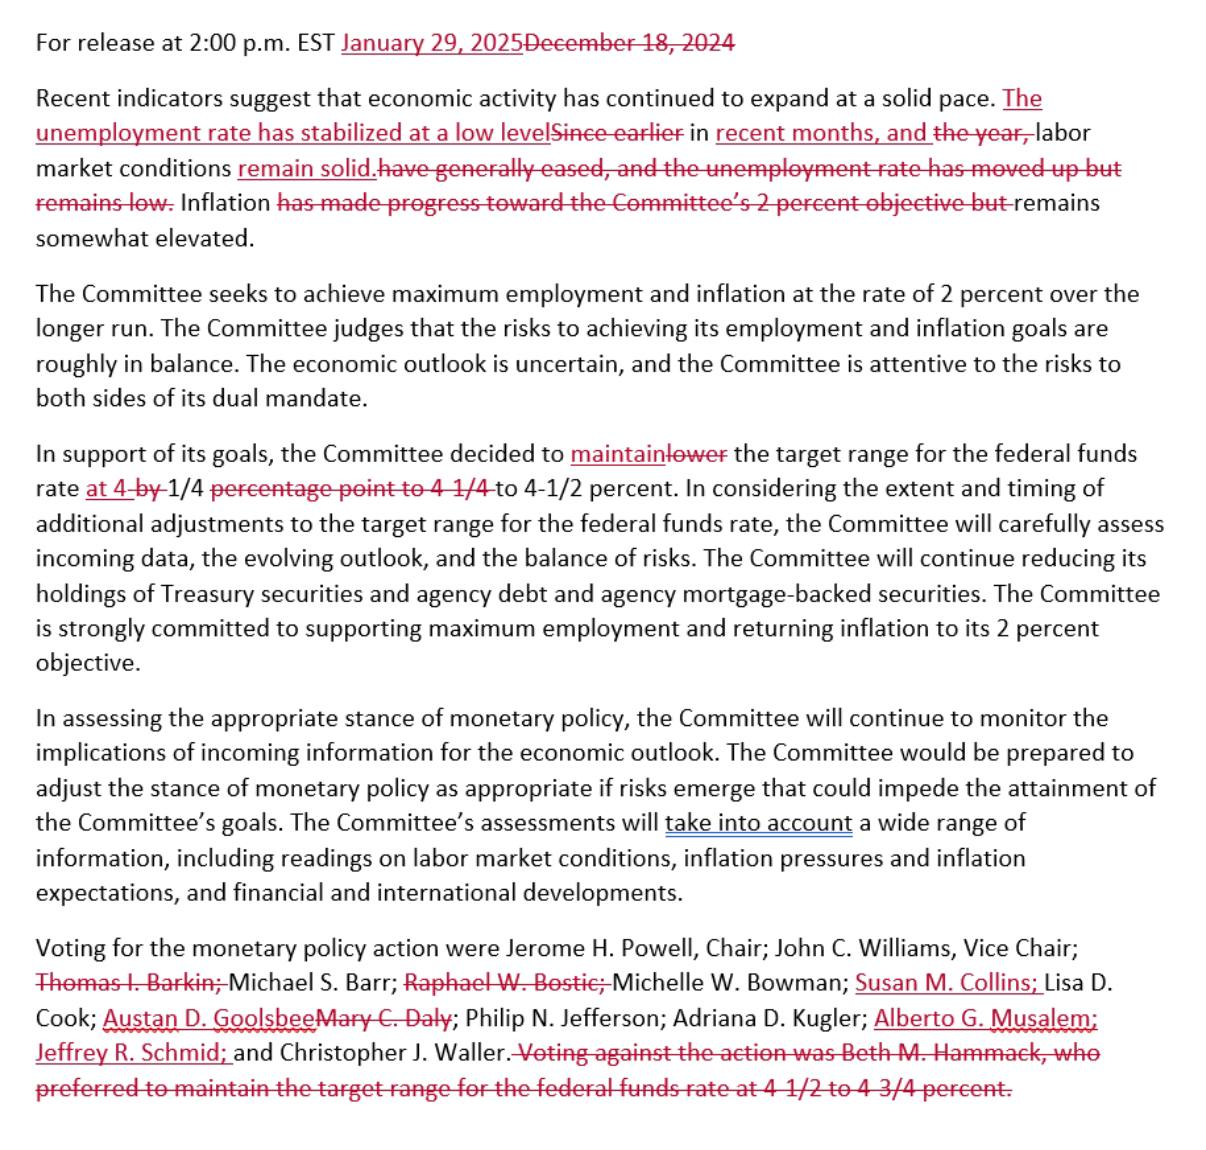 For release at 2:00 p.m. EST January 29, 2025December 18, 2024
Recent indicators suggest that economic activity has continued to expand at a solid pace. The
unemployment rate has stabilized at a low levelSince earlier in recent months, and the year, labor
market conditions remain solid.have generally eased, and the unemployment rate has moved up but
remains low. Inflation has made progress toward the Committee's 2 percent objective but remains
somewhat elevated.
The Committee seeks to achieve maximum employment and inflation at the rate of 2 percent over the
longer run. The Committee judges that the risks to achieving its employment and inflation goals are
roughly in balance. The economic outlook is uncertain, and the Committee is attentive to the risks to
both sides of its dual mandate.
In support of its goals, the Committee decided to maintainlower the target range for the federal funds
rate at 4-by 1/4 percentage point to 4-1/4 to 4-1/2 percent. In considering the extent and timing of
additional adjustments to the target range for the federal funds rate, the Committee will carefully assess
incoming data, the evolving outlook, and the balance of risks. The Committee will continue reducing its
holdings of Treasury securities and agency debt and agency mortgage-backed securities. The Committee
is strongly committed to supporting maximum employment and returning inflation to its 2 percent
objective.
In assessing the appropriate stance of monetary policy, the Committee will continue to monitor the
implications of incoming information for the economic outlook. The Committee would be prepared to
adjust the stance of monetary policy as appropriate if risks emerge that could impede the attainment of
the Committee's goals. The Committee's assessments will take into account a wide range of
information, including readings on labor market conditions, inflation pressures and inflation
expectations, and financial and international developments.
Voting for the monetary policy action were Jerome H. Powell, Chair; John C. Williams, Vice Chair;
Thomas I. Barkin; Michael S. Barr; Raphael W. Bostic; Michelle W. Bowman; Susan M. Collins; Lisa D.
Cook; Austan D. GoolsbeeMary C. Daly; Philip N. Jefferson; Adriana D. Kugler; Alberto G. Musalem;
Jeffrey R. Schmid; and Christopher J. Waller. Voting against the action was Beth M. Hammack, who
preferred to maintain the target range for the federal funds rate at 4-1/2 to 4-3/4 percent.